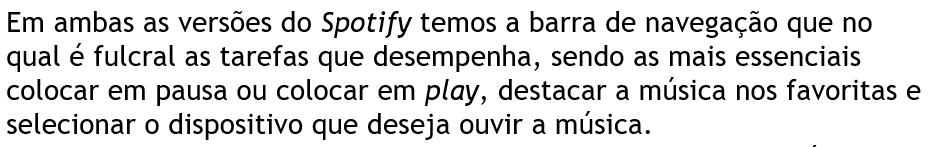 Em ambas as versões do Spotify temos a barra de navegação que no
qual é fulcral as tarefas que desempenha, sendo as mais essenciais
colocar em pausa ou colocar em play, destacar a música nos favoritas e
selecionar o dispositivo que deseja ouvir a música.